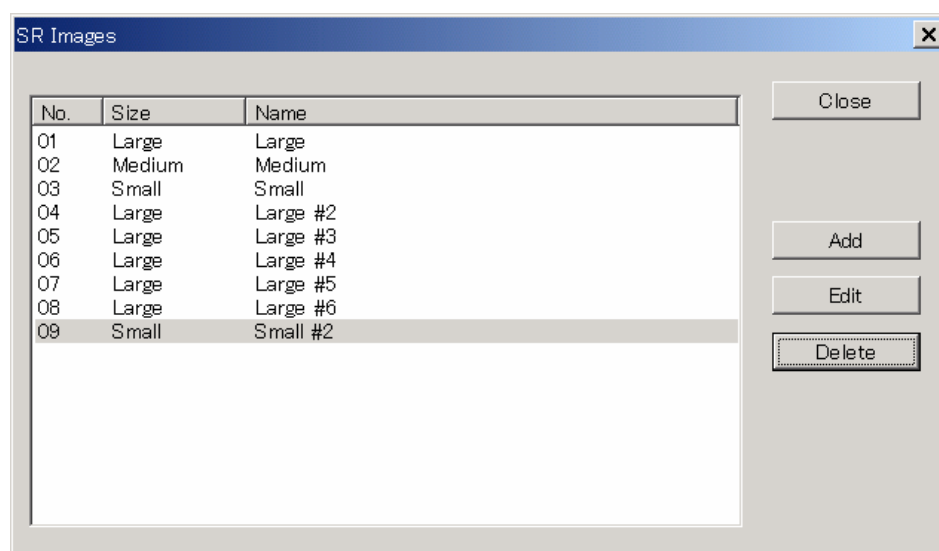 SR Images
Close
No. Size Name
01 Large Large
02 Medium Medium
03 Small Small
04 Large Large #2
05 Large Large #3
06 Large Large #4
07 Large Large #5
08 Large Large #6
09 Small Small #2
Add
Edit
Delete